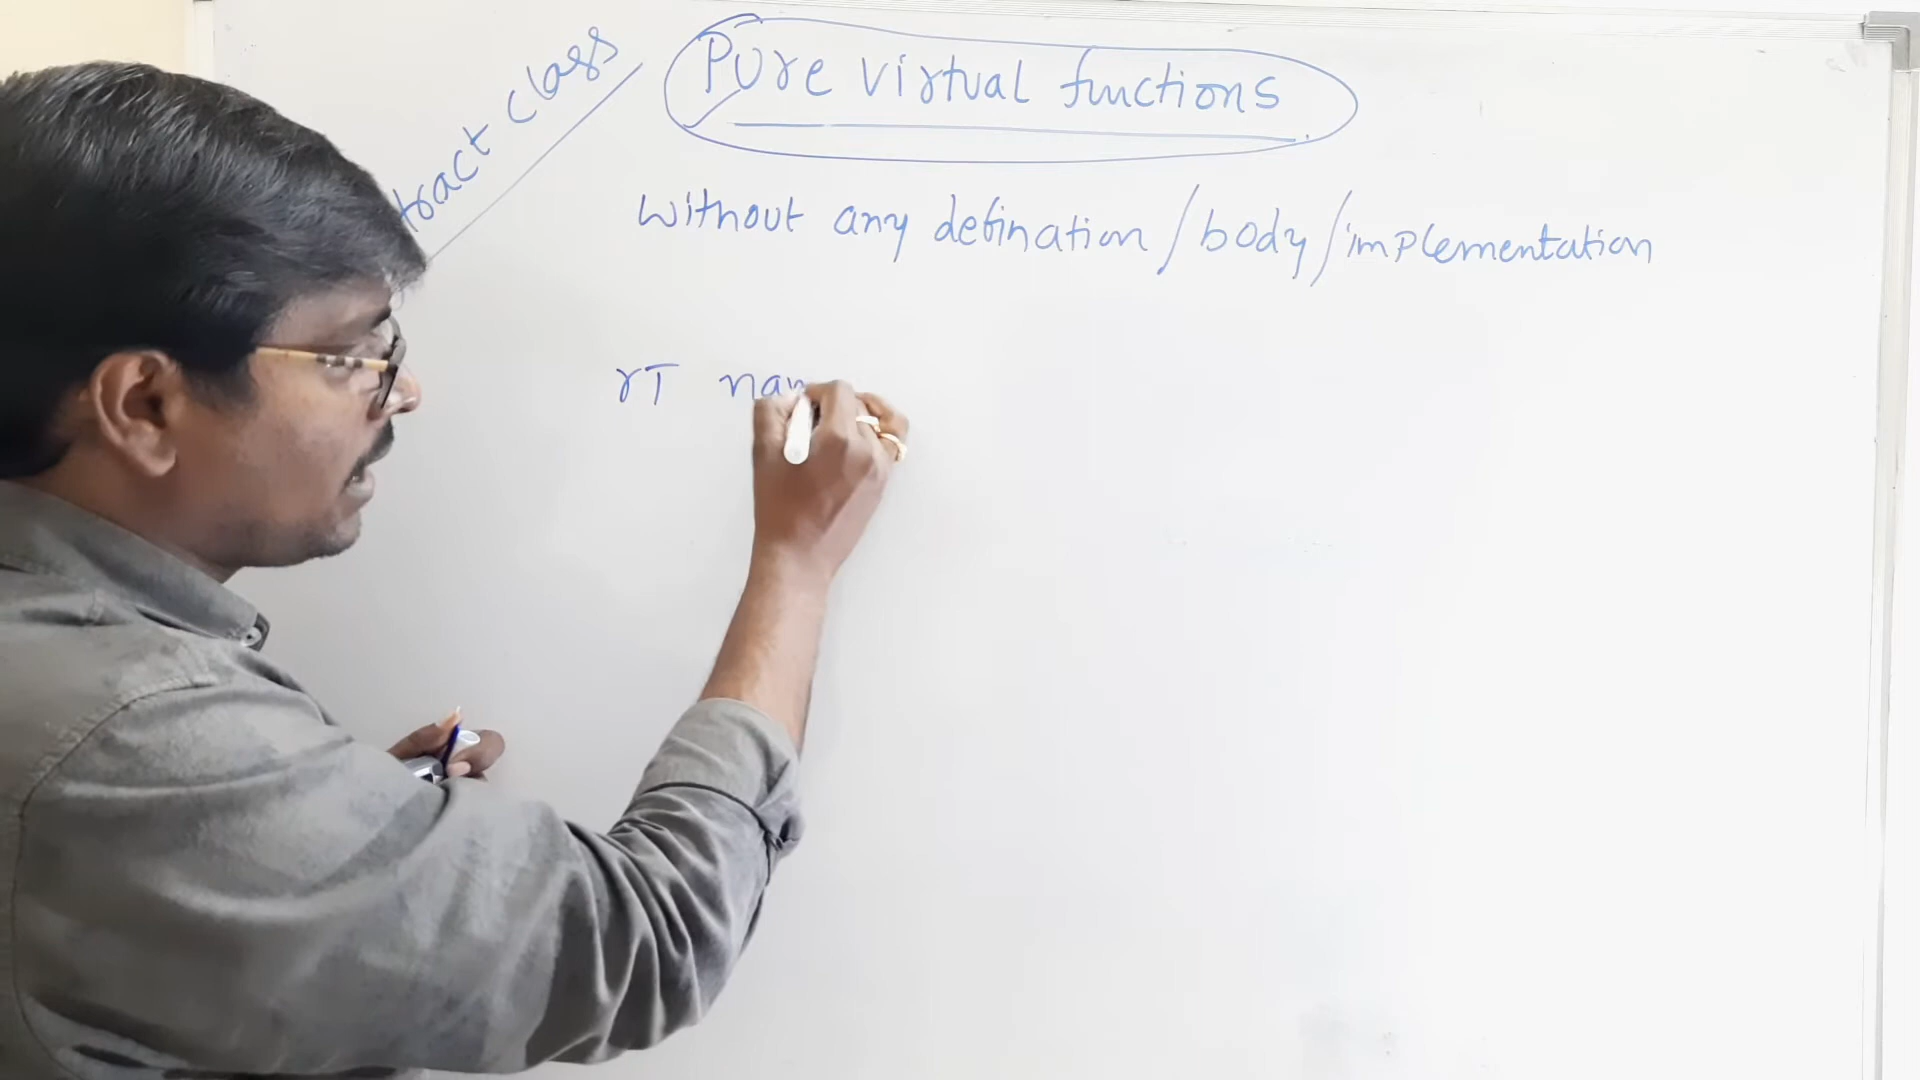 Pure virtual functions
tract class
without any defination/body/implementation
rT nam